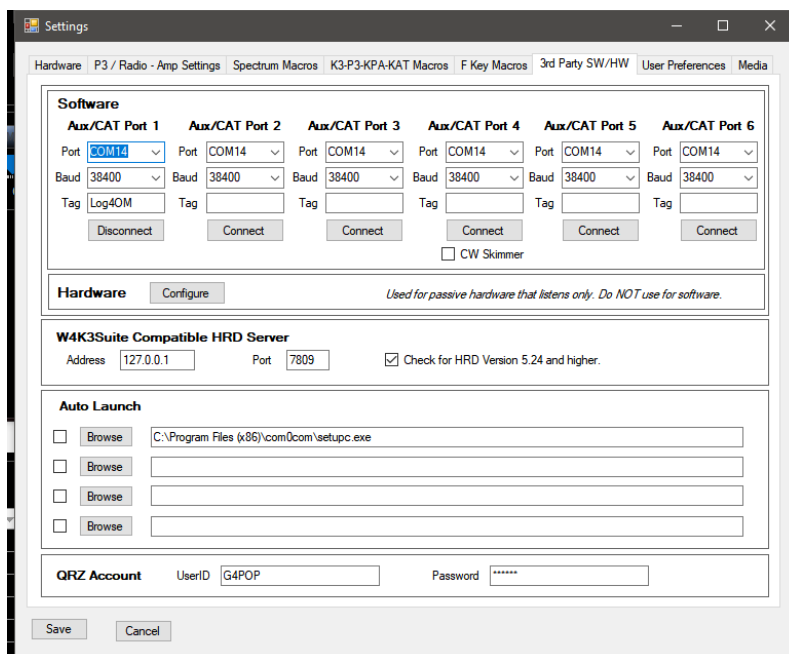 Settings
Hardware P3 / Radio - Amp Settings Spectrum Macros K3-P3-KPA-KAT Macros F Key Macros 3rd Party SW/HW User Preferences Media
Software
Aux/CAT Port 1 Aux/CAT Port 2 Aux/CAT Port 3 Aux/CAT Port 4 Aux/CAT Port 5 Aux/CAT Port 6
Port COM14 Port COM14 Port COM14 Port COM14 Port COM14 Port COM14
Baud 38400 Baud 38400 Baud 38400 Baud 38400 Baud 38400 Baud 38400
Tag Log4OM Tag Tag Tag Tag Tag
Disconnect Connect Connect Connect Connect Connect
CW Skimmer
Hardware Configure Used for passive hardware that listens only. Do NOT use for software.
W4K3Suite Compatible HRD Server
Address 127.0.0.1 Port 7809 Check for HRD Version 5.24 and higher.
Auto Launch
Browse C:\Program Files (x86)\com0com\setupc.exe
Browse
Browse
Browse
QRZ Account UserID G4POP Password ******
Save Cancel